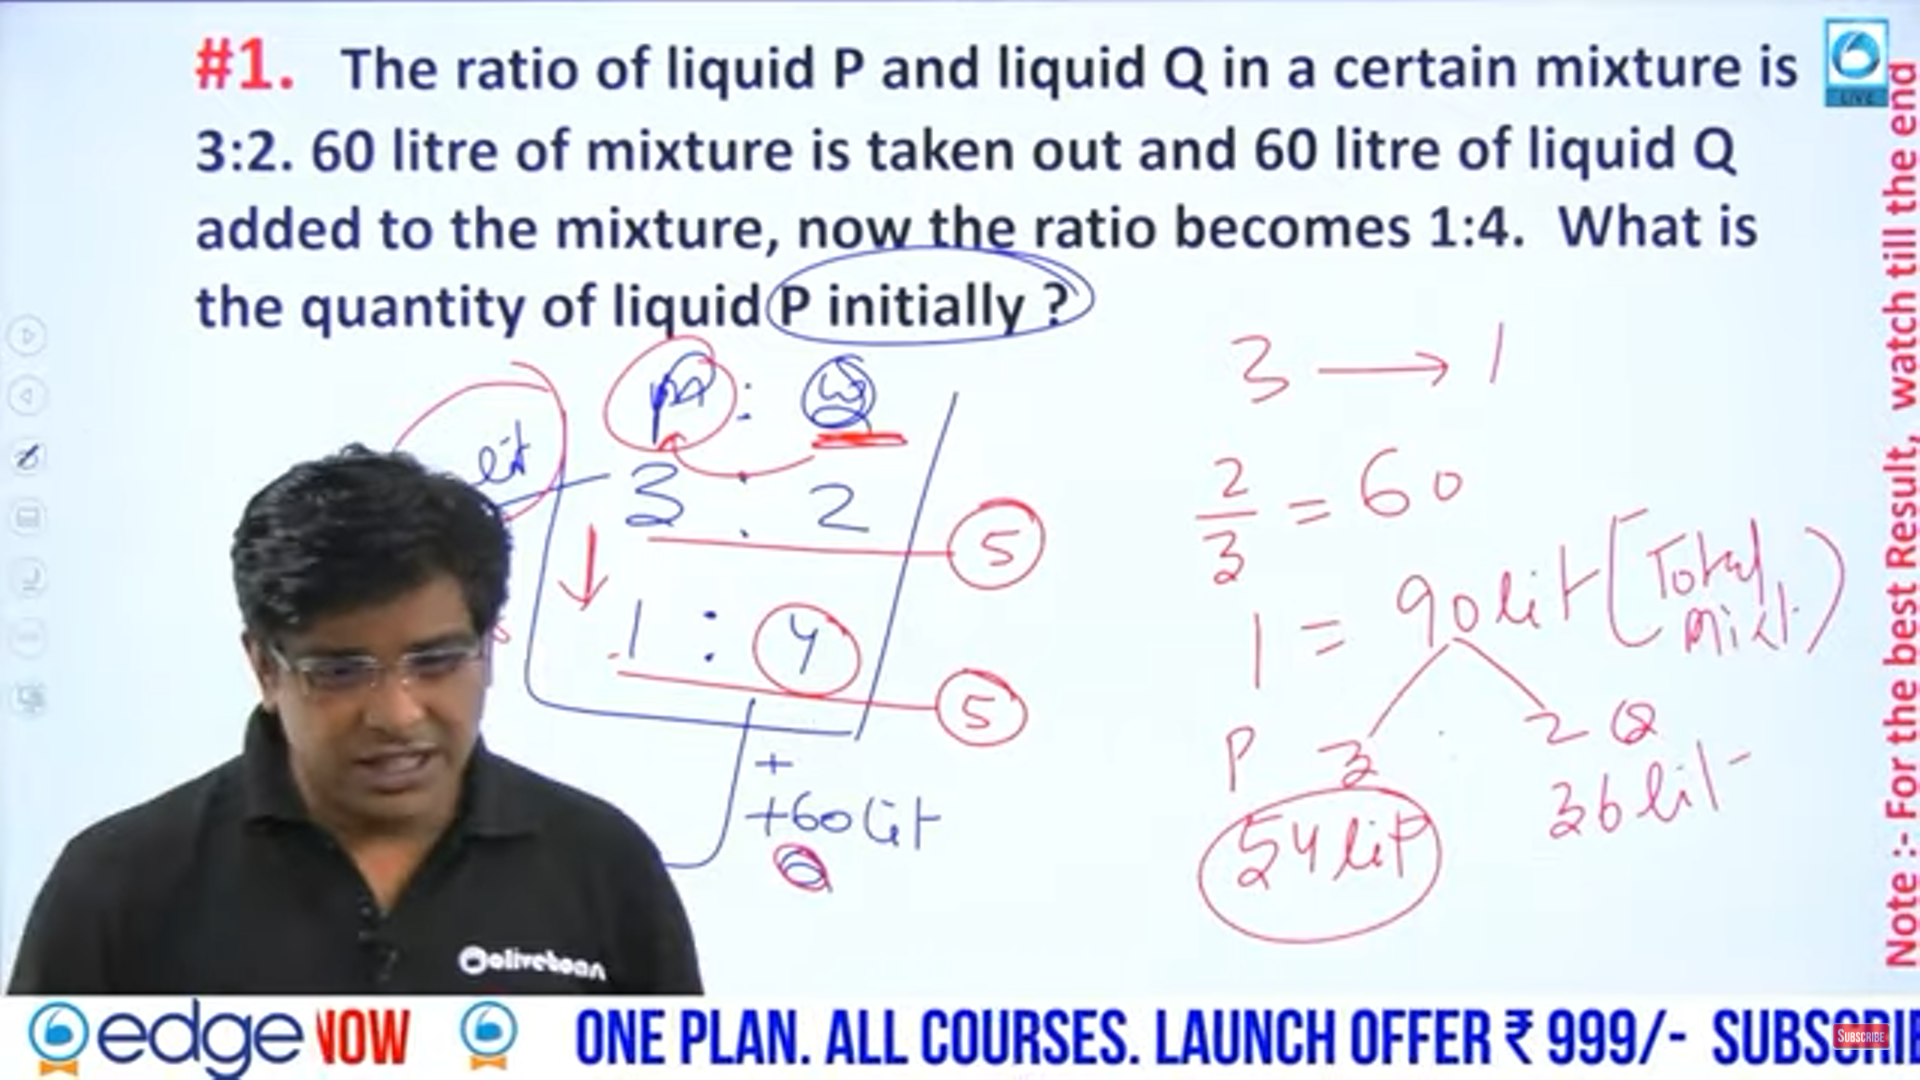 #1. The ratio of liquid P and liquid Q in a certain mixture is
3:2. 60 litre of mixture is taken out and 60 litre of liquid Q
added to the mixture, now the ratio becomes 1:4. What is
the quantity of liquid P initially ?
LIVE
Note :- For the best Result, watch till the end
lit
3 : 2
5
1 : 4
5
+
+60 lit
Q
3 → 1
2/3 = 60
1 = 90 lit (Total Mixt.)
P 3 2 Q
54 lit 36 lit
oliveboard
edge NOW ONE PLAN. ALL COURSES. LAUNCH OFFER ₹ 999/- SUBSCRIBE
SUBSCRIBE